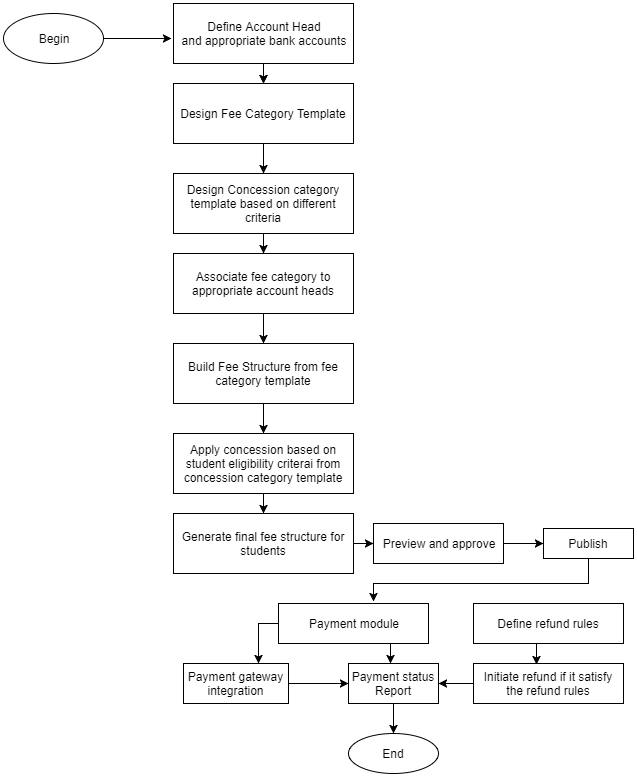 Begin
Define Account Head
and appropriate bank accounts
Design Fee Category Template
Design Concession category
template based on different
criteria
Associate fee category to
appropriate account heads
Build Fee Structure from fee
category template
Apply concession based on
student eligibility criterai from
concession category template
Generate final fee structure for
students
Preview and approve
Publish
Payment module
Define refund rules
Payment gateway
integration
Payment status
Report
Initiate refund if it satisfy
the refund rules
End